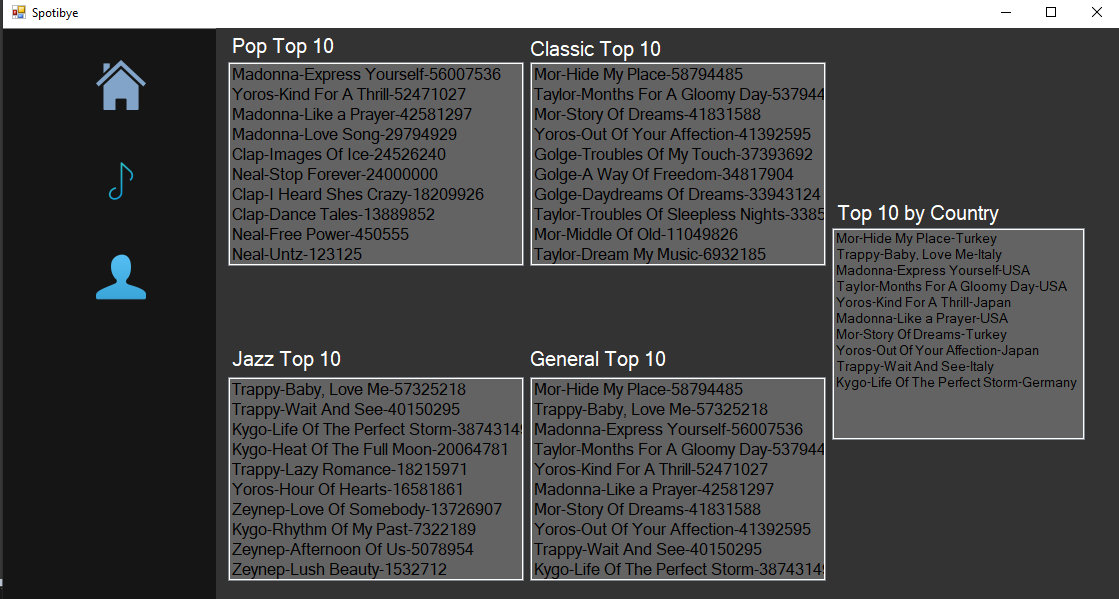 Spotibye
Pop Top 10
Madonna-Express Yourself-56007536
Yoros-Kind For A Thrill-52471027
Madonna-Like a Prayer-42581297
Madonna-Love Song-29794929
Clap-Images Of Ice-24526240
Neal-Stop Forever-24000000
Clap-I Heard Shes Crazy-18209926
Clap-Dance Tales-13889852
Neal-Free Power-450555
Neal-Untz-123125
Classic Top 10
Mor-Hide My Place-58794485
Taylor-Months For A Gloomy Day-537944
Mor-Story Of Dreams-41831588
Yoros-Out Of Your Affection-41392595
Golge-Troubles Of My Touch-37393692
Golge-A Way Of Freedom-34817904
Golge-Daydreams Of Dreams-33943124
Taylor-Troubles Of Sleepless Nights-3385
Mor-Middle Of Old-11049826
Taylor-Dream My Music-6932185
Top 10 by Country
Mor-Hide My Place-Turkey
Trappy-Baby, Love Me-Italy
Madonna-Express Yourself-USA
Taylor-Months For A Gloomy Day-USA
Yoros-Kind For A Thrill-Japan
Madonna-Like a Prayer-USA
Mor-Story Of Dreams-Turkey
Yoros-Out Of Your Affection-Japan
Trappy-Wait And See-Italy
Kygo-Life Of The Perfect Storm-Germany
Jazz Top 10
Trappy-Baby, Love Me-57325218
Trappy-Wait And See-40150295
Kygo-Life Of The Perfect Storm-38743149
Kygo-Heat Of The Full Moon-20064781
Trappy-Lazy Romance-18215971
Yoros-Hour Of Hearts-16581861
Zeynep-Love Of Somebody-13726907
Kygo-Rhythm Of My Past-7322189
Zeynep-Afternoon Of Us-5078954
Zeynep-Lush Beauty-1532712
General Top 10
Mor-Hide My Place-58794485
Trappy-Baby, Love Me-57325218
Madonna-Express Yourself-56007536
Taylor-Months For A Gloomy Day-537944
Yoros-Kind For A Thrill-52471027
Madonna-Like a Prayer-42581297
Mor-Story Of Dreams-41831588
Yoros-Out Of Your Affection-41392595
Trappy-Wait And See-40150295
Kygo-Life Of The Perfect Storm-38743149